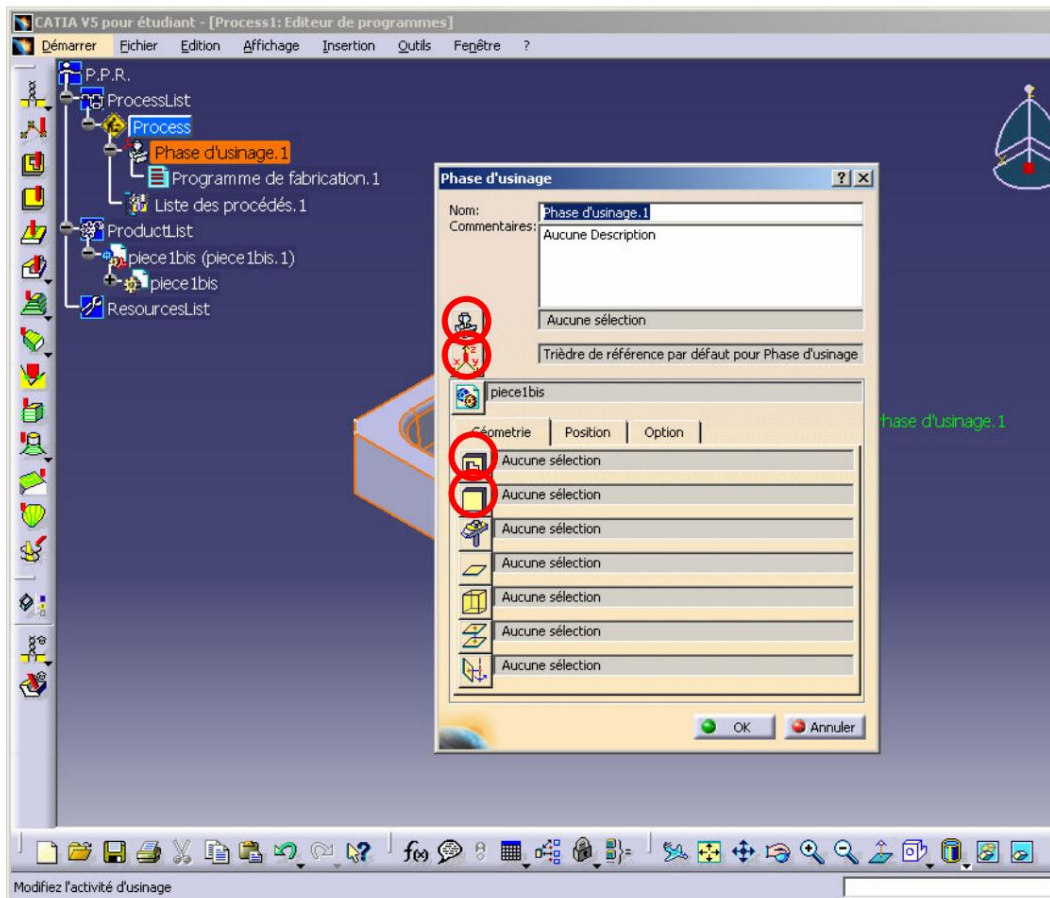 CATIA V5 pour étudiant - [Process1: Editeur de programmes]
Démarrer Fichier Edition Affichage Insertion Outils Fenêtre ?
P.P.R.
ProcessList
Process
Phase d'usinage.1
Programme de fabrication.1
Liste des procédés.1
ProductList
piece1bis (piece1bis.1)
piece1bis
ResourcesList
Phase d'usinage
Nom: Phase d'usinage.1
Commentaires: Aucune Description
Aucune sélection
Trièdre de référence par défaut pour Phase d'usinage
piece1bis
Géometrie Position Option
Aucune sélection
Aucune sélection
Aucune sélection
Aucune sélection
Aucune sélection
Aucune sélection
Aucune sélection
OK Annuler
Phase d'usinage.1
f(x)
Modifiez l'activité d'usinage